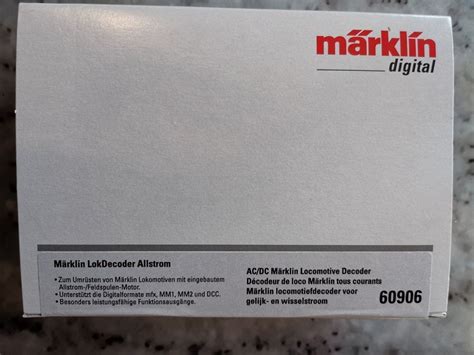 märklin
digital
Märklin LokDecoder Allstrom
• Zum Umrüsten von Märklin Lokomotiven mit eingebautem
Allstrom-/Feldspulen-Motor.
• Unterstützt die Digitalformate mfx, MM1, MM2 und DCC.
• Besonders leistungsfähige Funktionsausgänge.
AC/DC Märklin Locomotive Decoder
Décodeur de loco Märklin tous courants
Märklin locomotiefdecoder voor
gelijk- en wisselstroom
60906